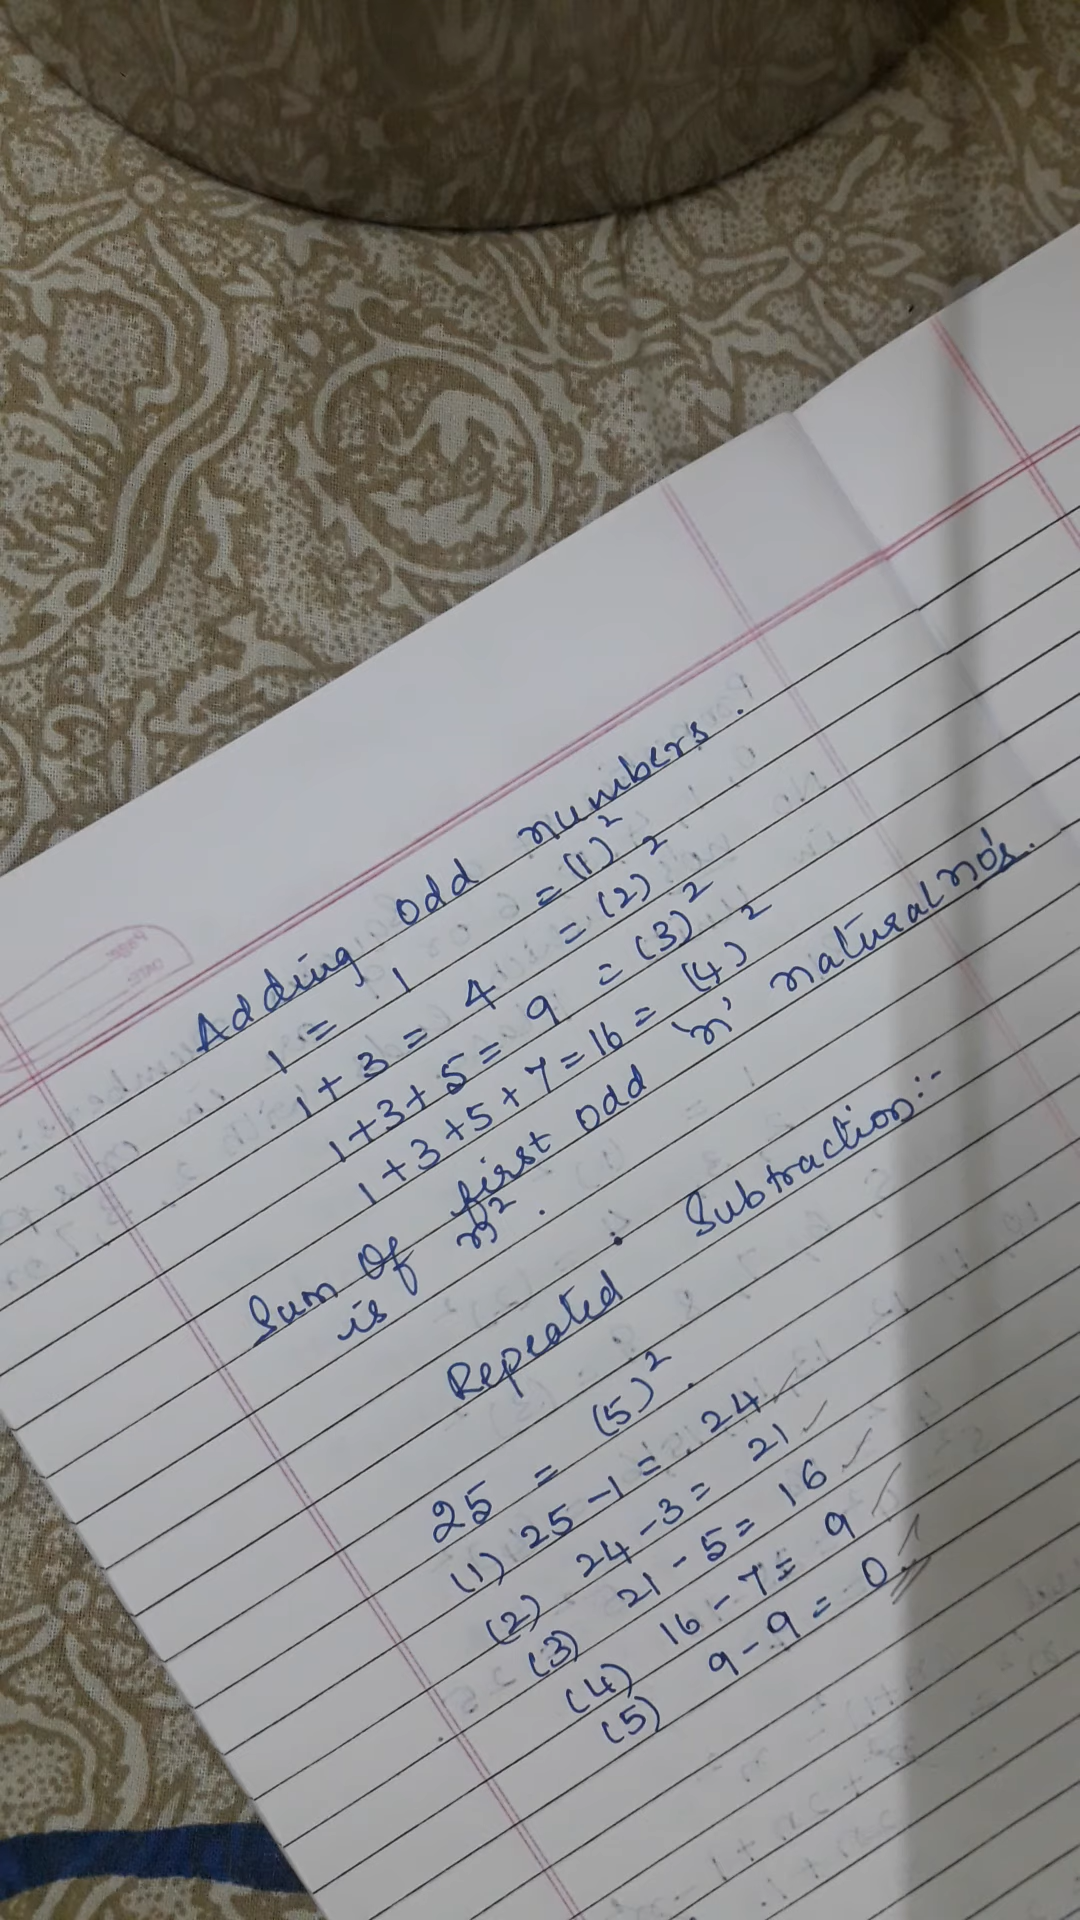 Adding odd numbers.
1 = 1 = (1)²
1 + 3 = 4 = (2)²
1+3+5 = 9 = (3)²
1+3+5+7 = 16 = (4)²
Sum Of first odd 'n' natural no's.
is n².
Repeated Subtraction:-
25 = (5)².
(1) 25 - 1 = 24
(2) 24 - 3 = 21
(3) 21 - 5 = 16
(4) 16 - 7 = 9
(5) 9 - 9 = 0